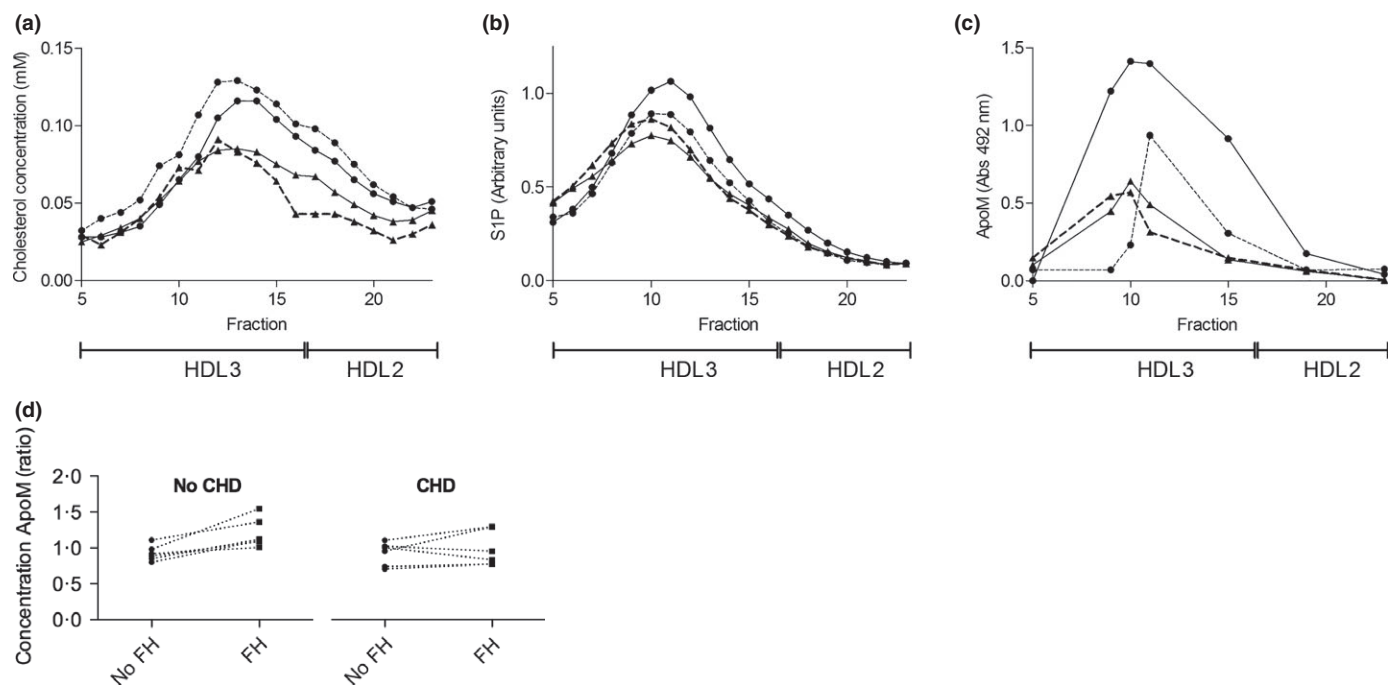 (a)
Cholesterol concentration (mM)
0.15
0.10
0.05
0.00
5 10 15 20
Fraction
HDL3 HDL2
(b)
S1P (Arbitrary units)
1.0
0.5
0.0
5 10 15 20
Fraction
HDL3 HDL2
(c)
ApoM (Abs 492 nm)
1.5
1.0
0.5
0.0
5 10 15 20
Fraction
HDL3 HDL2
(d)
Concentration ApoM (ratio)
2·0
1·5
1·0
0·5
0·0
No CHD
CHD
No FH FH No FH FH